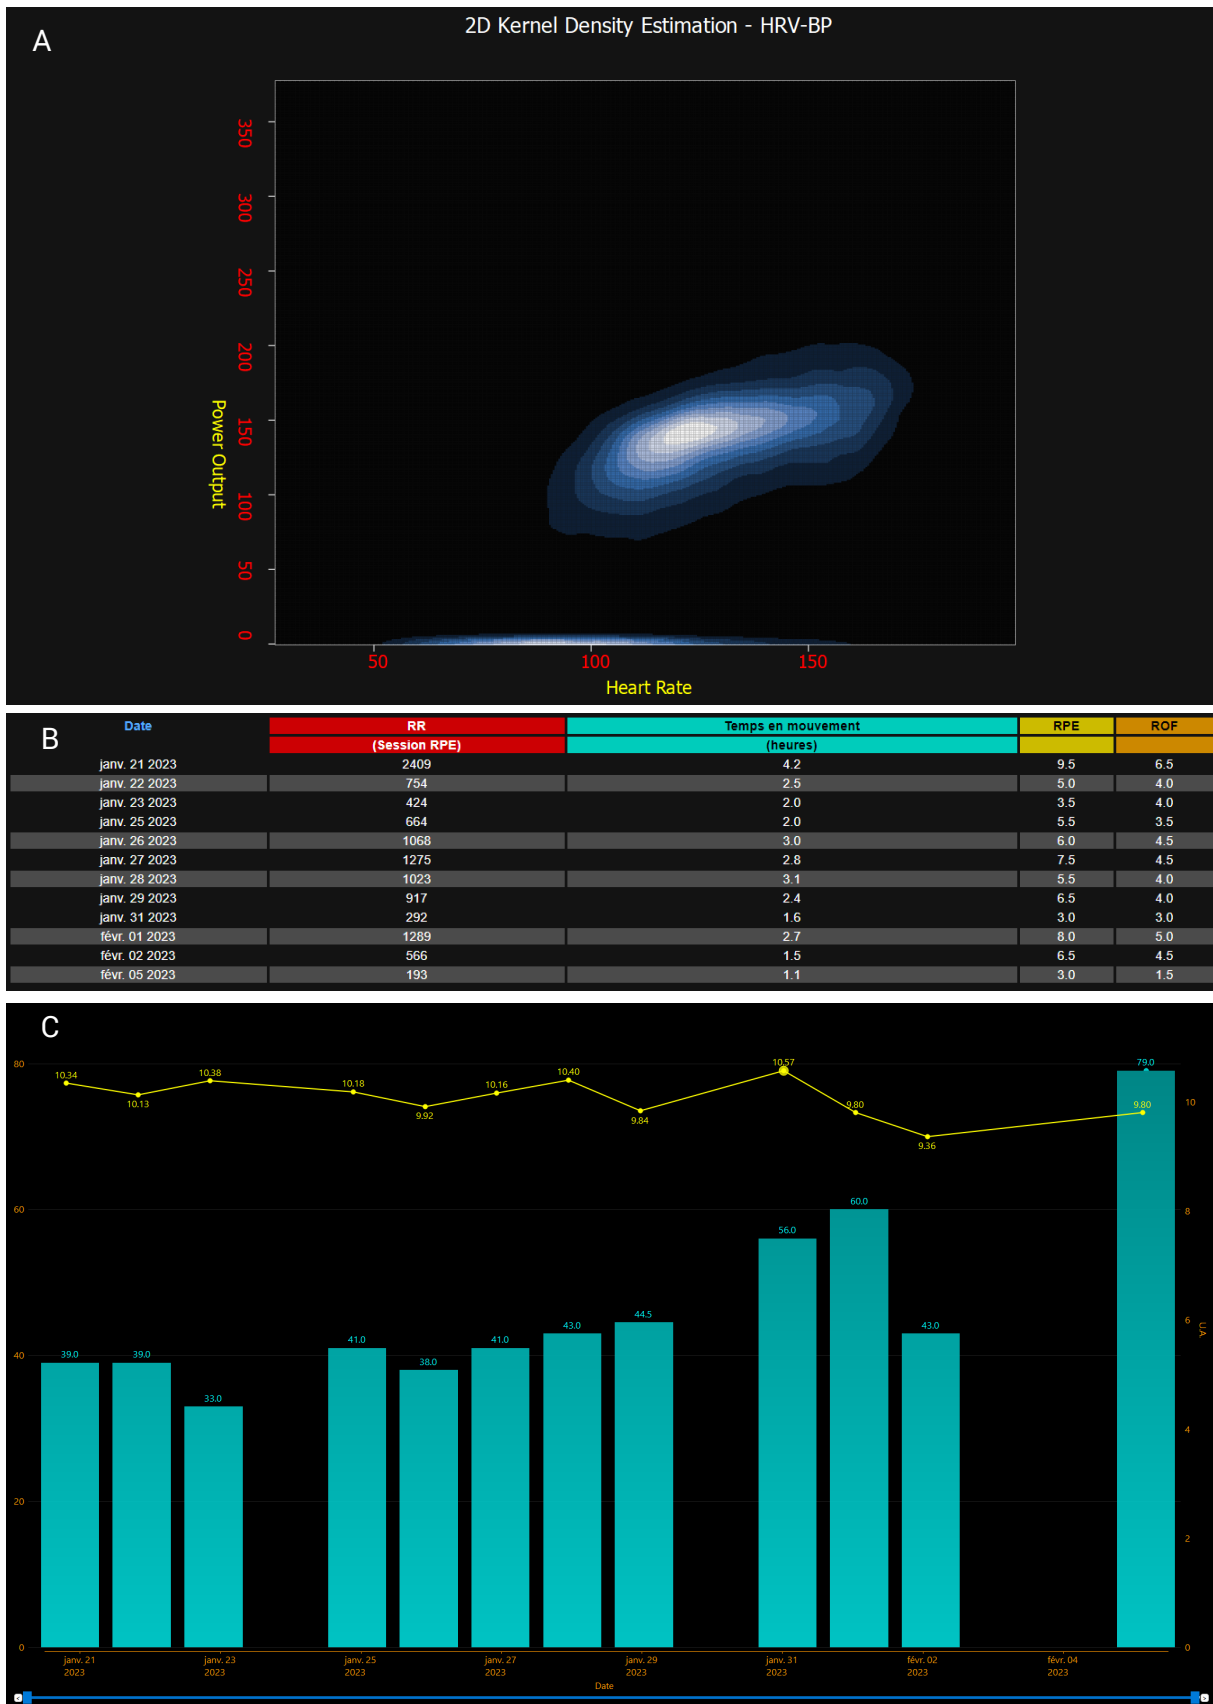 A
2D Kernel Density Estimation - HRV-BP
350
300
250
200
150
100
50
0
Power Output
50 100 150
Heart Rate
B
Date RR Temps en mouvement RPE ROF
(Session RPE) (heures)
janv. 21 2023 2409 4.2 9.5 6.5
janv. 22 2023 754 2.5 5.0 4.0
janv. 23 2023 424 2.0 3.5 4.0
janv. 25 2023 664 2.0 5.5 3.5
janv. 26 2023 1068 3.0 6.0 4.5
janv. 27 2023 1275 2.8 7.5 4.5
janv. 28 2023 1023 3.1 5.5 4.0
janv. 29 2023 917 2.4 6.5 4.0
janv. 31 2023 292 1.6 3.0 3.0
févr. 01 2023 1289 2.7 8.0 5.0
févr. 02 2023 566 1.5 6.5 4.5
févr. 05 2023 193 1.1 3.0 1.5
C
80
60
40
20
0
10.34 10.13 10.38 10.18 9.92 10.16 10.40 9.84 10.57 9.80 9.36 9.80
39.0 39.0 33.0 41.0 38.0 41.0 43.0 44.5 56.0 60.0 43.0 79.0
10
8
6
4
2
0
U.A
janv. 21 janv. 23 janv. 25 janv. 27 janv. 29 janv. 31 févr. 02 févr. 04
2023 2023 2023 2023 2023 2023 2023 2023
Date